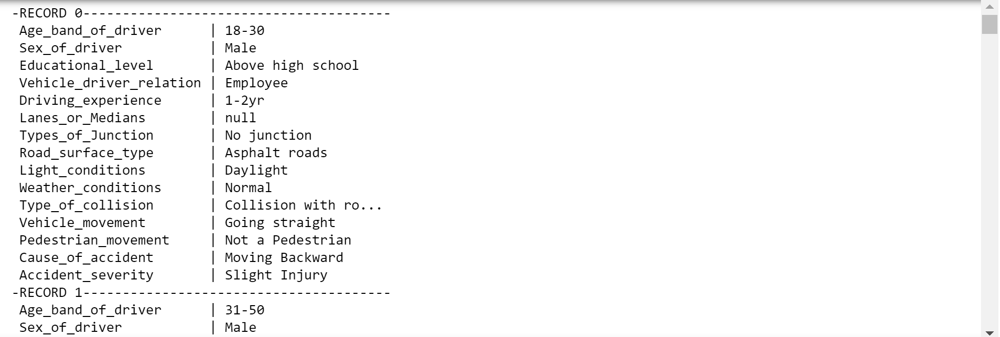 -RECORD 0---------------------------------------
Age_band_of_driver | 18-30
Sex_of_driver | Male
Educational_level | Above high school
Vehicle_driver_relation | Employee
Driving_experience | 1-2yr
Lanes_or_Medians | null
Types_of_Junction | No junction
Road_surface_type | Asphalt roads
Light_conditions | Daylight
Weather_conditions | Normal
Type_of_collision | Collision with ro...
Vehicle_movement | Going straight
Pedestrian_movement | Not a Pedestrian
Cause_of_accident | Moving Backward
Accident_severity | Slight Injury
-RECORD 1---------------------------------------
Age_band_of_driver | 31-50
Sex_of_driver | Male